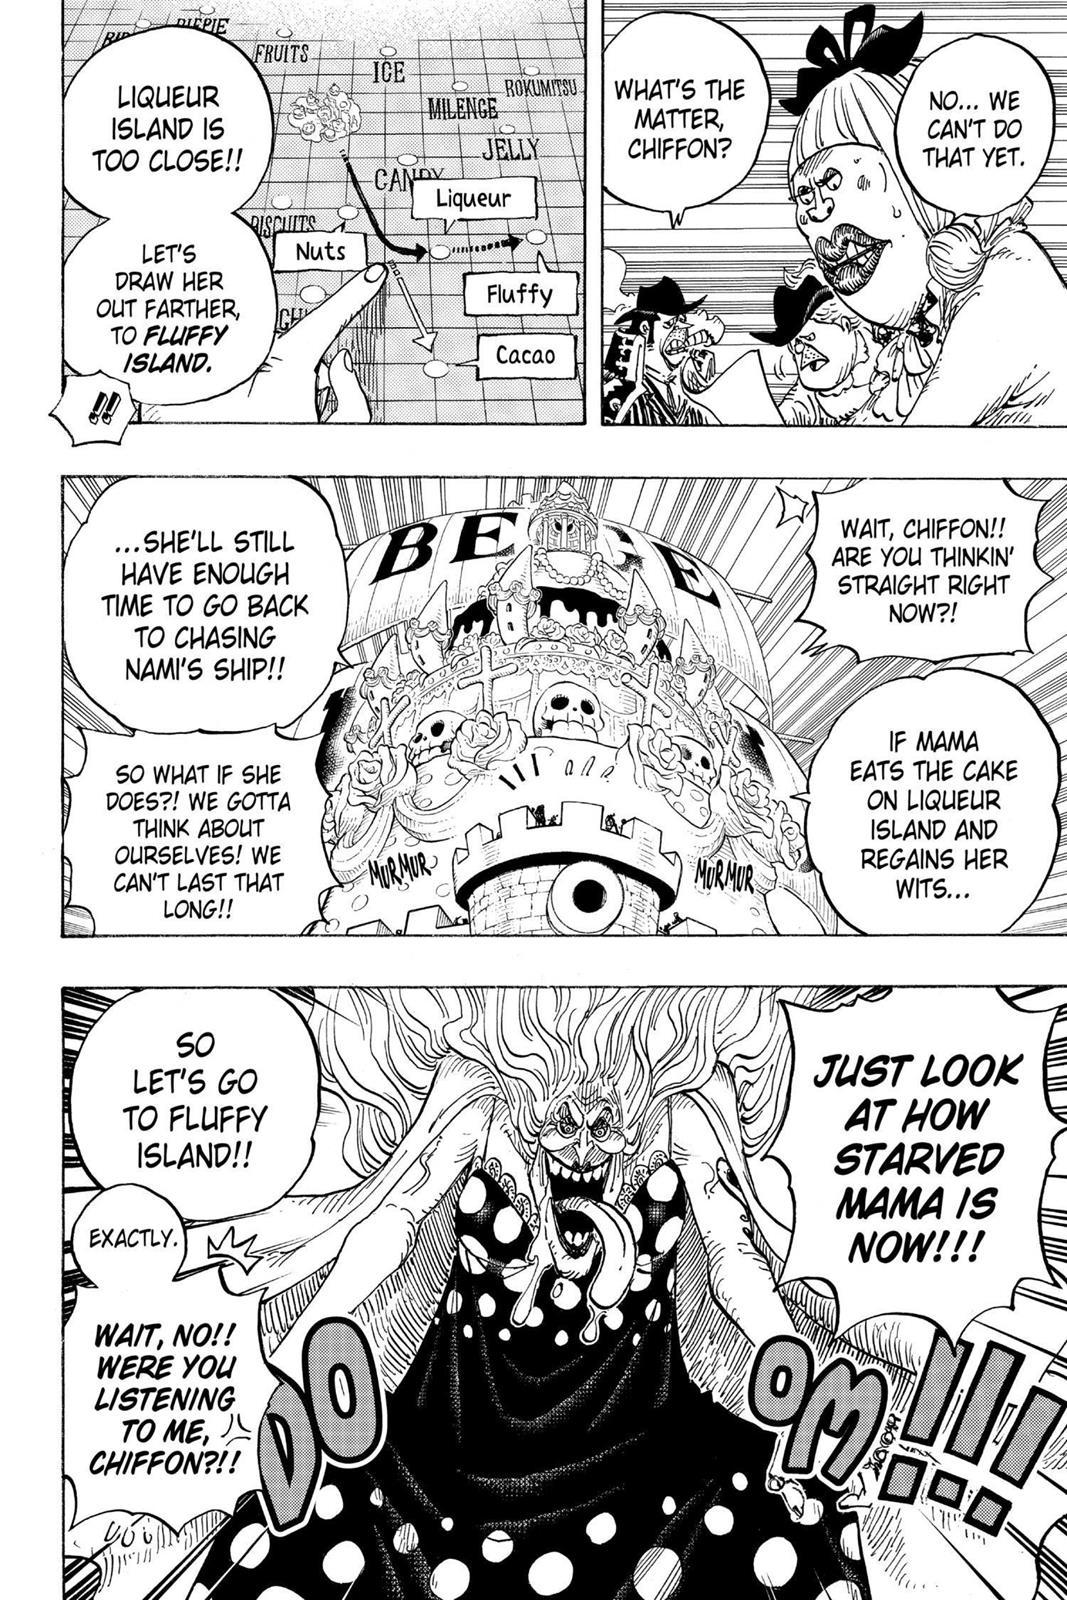 NO... WE
CAN'T DO
THAT YET.
WHAT'S THE
MATTER,
CHIFFON?
FRUITS
ICE
MILENGE
ROKUMITSU
JELLY
CANDY
BISCUITS
Liqueur
Nuts
Fluffy
Cacao
LIQUEUR
ISLAND IS
TOO CLOSE!!
LET'S
DRAW HER
OUT FARTHER,
TO FLUFFY
ISLAND.
!!
WAIT, CHIFFON!!
ARE YOU THINKIN'
STRAIGHT RIGHT
NOW?!
IF MAMA
EATS THE CAKE
ON LIQUEUR
ISLAND AND
REGAINS HER
WITS...
BE GE
MURMUR
MURMUR
...SHE'LL STILL
HAVE ENOUGH
TIME TO GO BACK
TO CHASING
NAMI'S SHIP!!
SO WHAT IF SHE
DOES?! WE GOTTA
THINK ABOUT
OURSELVES! WE
CAN'T LAST THAT
LONG!!
JUST LOOK
AT HOW
STARVED
MAMA IS
NOW!!!
SO
LET'S GO
TO FLUFFY
ISLAND!!
EXACTLY.
WAIT, NO!!
WERE YOU
LISTENING
TO ME,
CHIFFON?!!
DO OM!!!